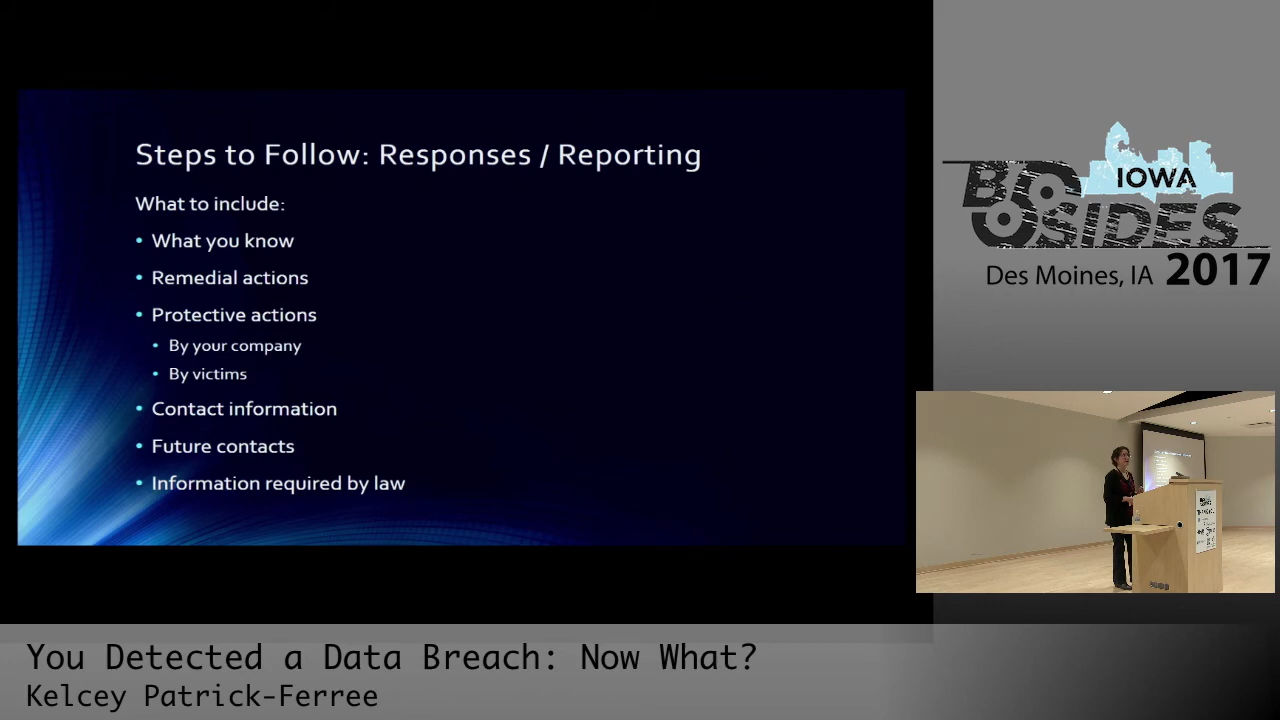 Steps to Follow: Responses / Reporting
What to include:
• What you know
• Remedial actions
• Protective actions
• By your company
• By victims
• Contact information
• Future contacts
• Information required by law
IOWA
BSIDES
Des Moines, IA 2017
You Detected a Data Breach: Now What?
Kelcey Patrick-Ferree